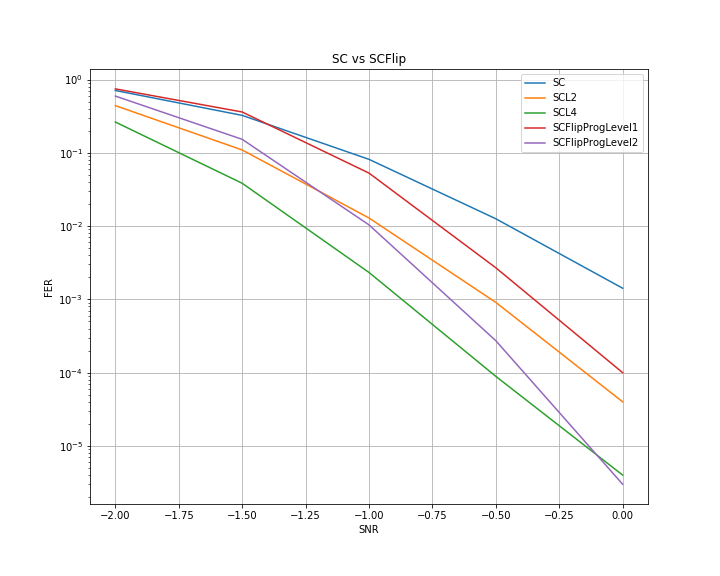 SC vs SCFlip
10⁰
10⁻¹
10⁻²
10⁻³
10⁻⁴
10⁻⁵
FER
SC
SCL2
SCL4
SCFlipProgLevel1
SCFlipProgLevel2
−2.00 −1.75 −1.50 −1.25 −1.00 −0.75 −0.50 −0.25 0.00
SNR